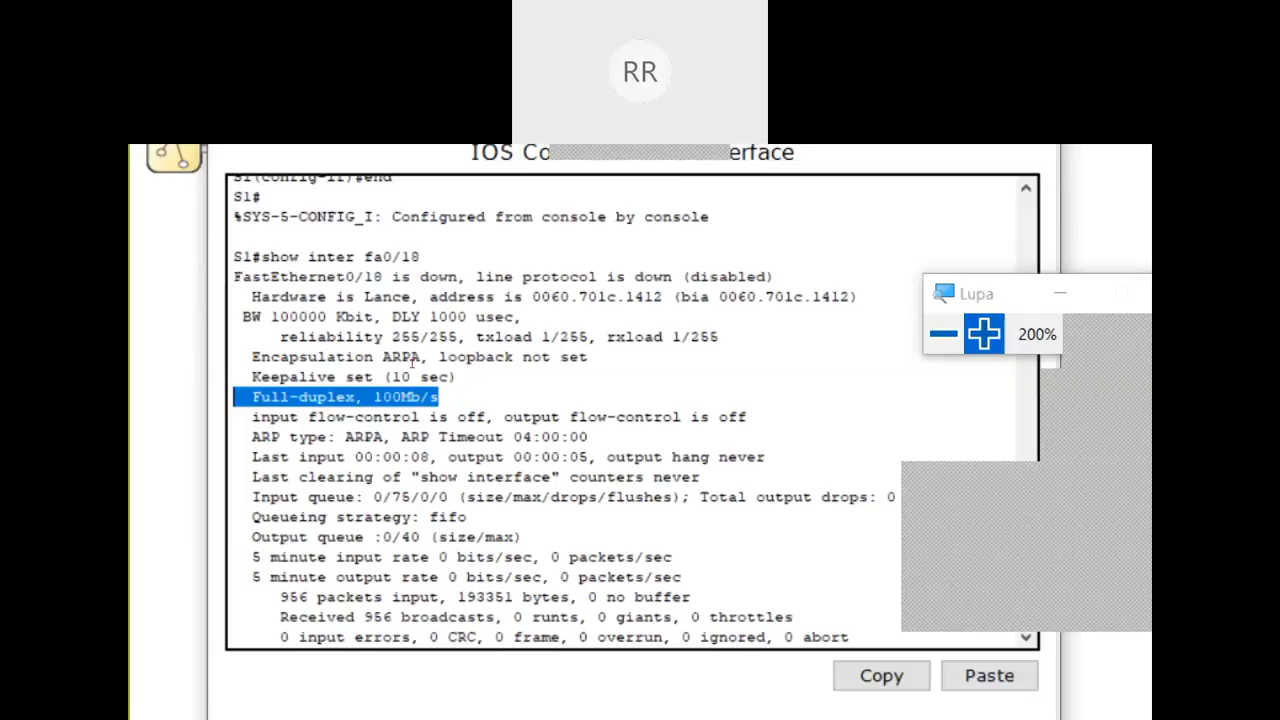 RR
IOS Co erface
S1(config-if)#end
S1#
%SYS-5-CONFIG_I: Configured from console by console
S1#show inter fa0/18
FastEthernet0/18 is down, line protocol is down (disabled)
Hardware is Lance, address is 0060.701c.1412 (bia 0060.701c.1412)
BW 100000 Kbit, DLY 1000 usec,
reliability 255/255, txload 1/255, rxload 1/255
Encapsulation ARPA, loopback not set
Keepalive set (10 sec)
Full-duplex, 100Mb/s
input flow-control is off, output flow-control is off
ARP type: ARPA, ARP Timeout 04:00:00
Last input 00:00:08, output 00:00:05, output hang never
Last clearing of "show interface" counters never
Input queue: 0/75/0/0 (size/max/drops/flushes); Total output drops: 0
Queueing strategy: fifo
Output queue :0/40 (size/max)
5 minute input rate 0 bits/sec, 0 packets/sec
5 minute output rate 0 bits/sec, 0 packets/sec
956 packets input, 193351 bytes, 0 no buffer
Received 956 broadcasts, 0 runts, 0 giants, 0 throttles
0 input errors, 0 CRC, 0 frame, 0 overrun, 0 ignored, 0 abort
Lupa
200%
Copy
Paste